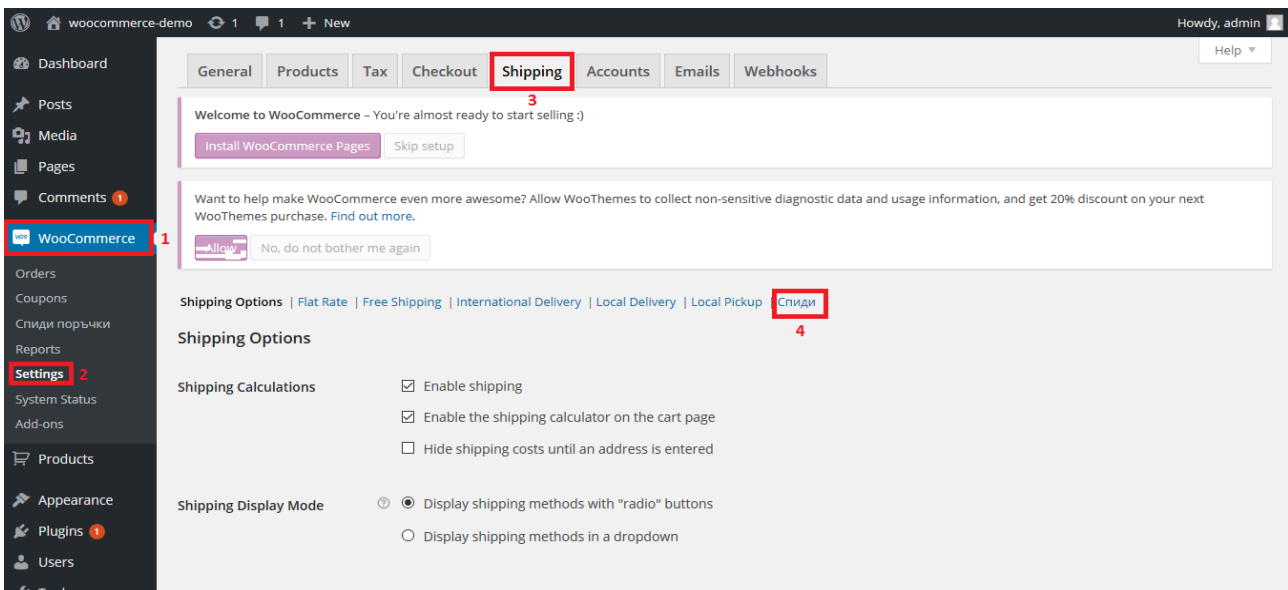 woocommerce-demo 1 1 + New Howdy, admin
Help ▼
Dashboard
Posts
Media
Pages
Comments 1
WooCommerce 1
Orders
Coupons
Спиди поръчки
Reports
Settings 2
System Status
Add-ons
Products
Appearance
Plugins 1
Users
General Products Tax Checkout Shipping Accounts Emails Webhooks
3
Welcome to WooCommerce – You're almost ready to start selling :)
Install WooCommerce Pages Skip setup
Want to help make WooCommerce even more awesome? Allow WooThemes to collect non-sensitive diagnostic data and usage information, and get 20% discount on your next
WooThemes purchase. Find out more.
Allow No, do not bother me again
Shipping Options | Flat Rate | Free Shipping | International Delivery | Local Delivery | Local Pickup | Спиди
4
Shipping Options
Shipping Calculations Enable shipping
Enable the shipping calculator on the cart page
Hide shipping costs until an address is entered
Shipping Display Mode Display shipping methods with "radio" buttons
Display shipping methods in a dropdown